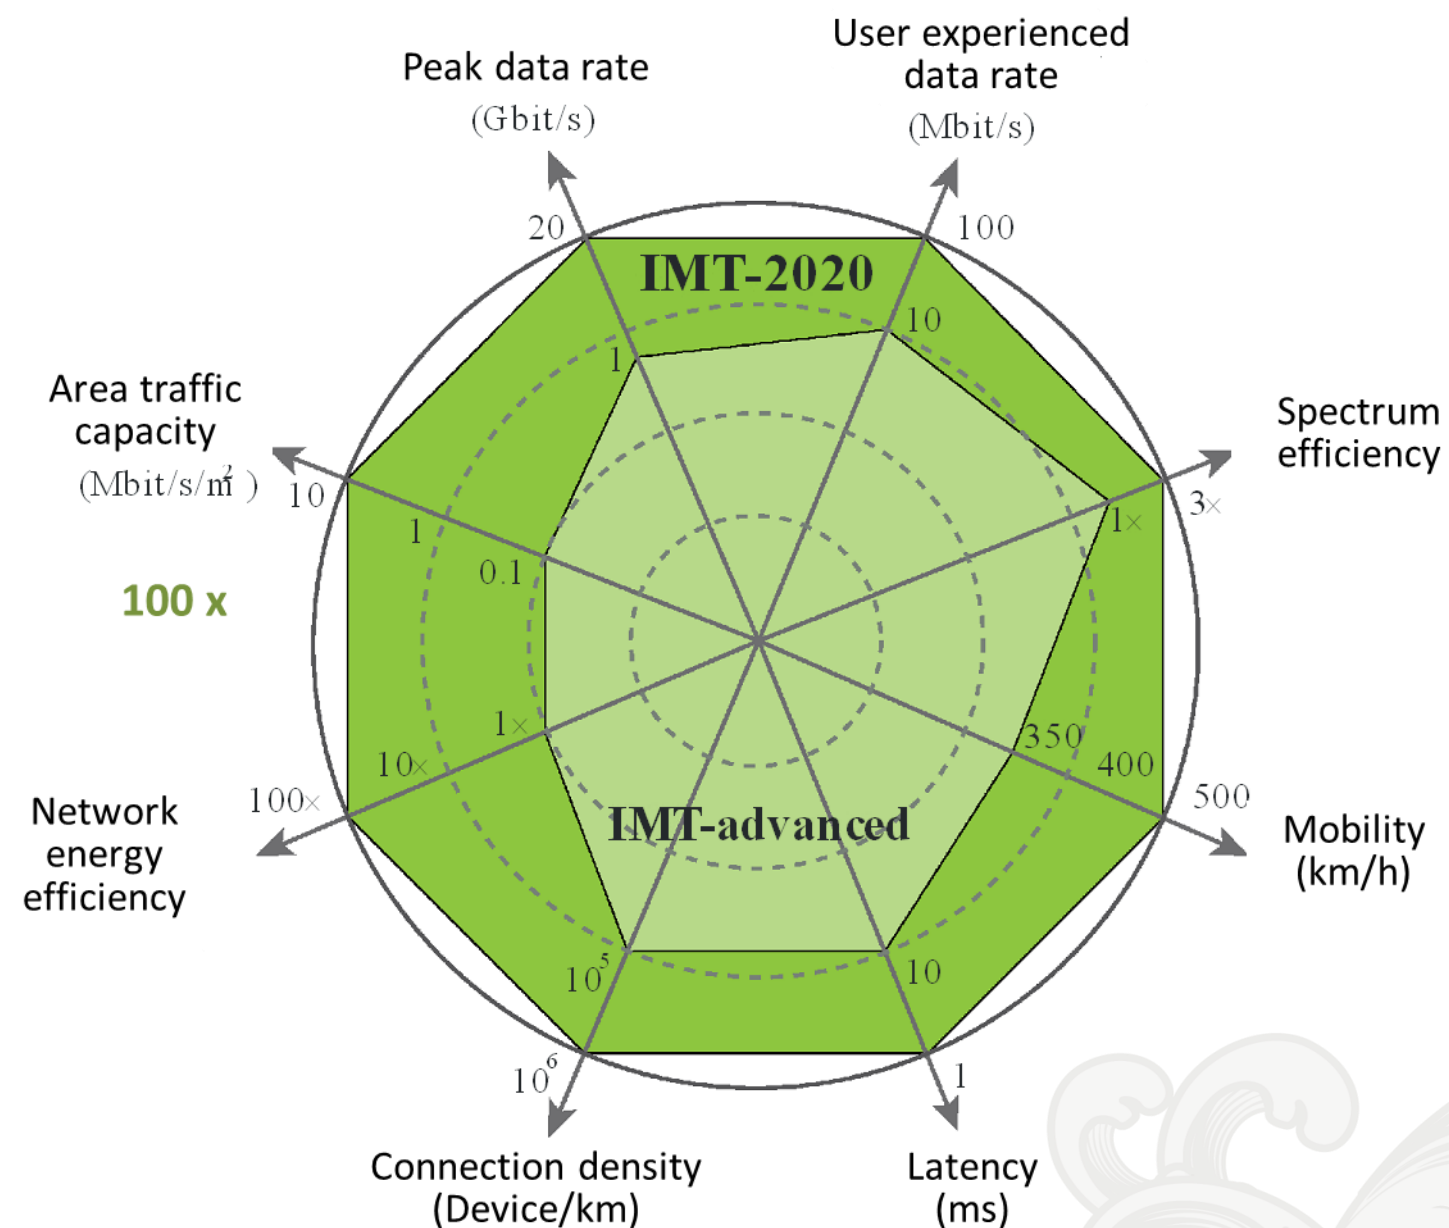 User experienced
data rate
(Mbit/s)
Peak data rate
(Gbit/s)
20
100
IMT-2020
10
1
Area traffic
capacity
(Mbit/s/m² )
10
1
0.1
Spectrum
efficiency
3×
1×
100 x
1×
10×
100×
Network
energy
efficiency
350
400
500
Mobility
(km/h)
IMT-advanced
10⁵
10
10⁶
1
Connection density
(Device/km)
Latency
(ms)